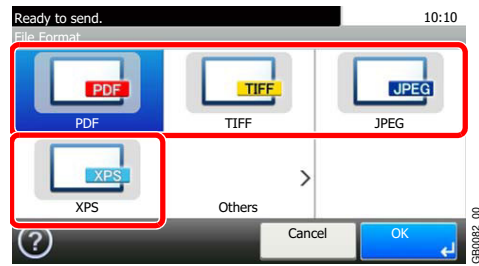 Ready to send. 10:10
File Format
PDF TIFF JPEG
PDF TIFF JPEG
XPS
XPS Others >
? Cancel OK
GB0082_00